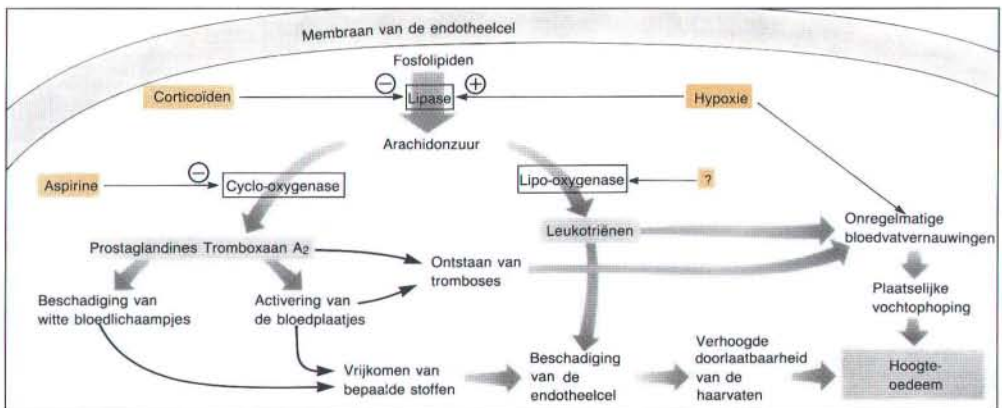 Membraan van de endotheelcel
Fosfolipiden
−
+
Corticoïden
Lipase
Hypoxie
Arachidonzuur
−
Aspirine
Cyclo-oxygenase
Lipo-oxygenase
?
Prostaglandines Tromboxaan A2
Leukotriënen
Onregelmatige
bloedvatvernauwingen
Ontstaan van
tromboses
Beschadiging van
witte bloedlichaampjes
Activering van
de bloedplaatjes
Plaatselijke
vochtophoping
Vrijkomen van
bepaalde stoffen
Beschadiging
van de
endotheelcel
Verhoogde
doorlaatbaarheid
van de
haarvaten
Hoogte-
oedeem